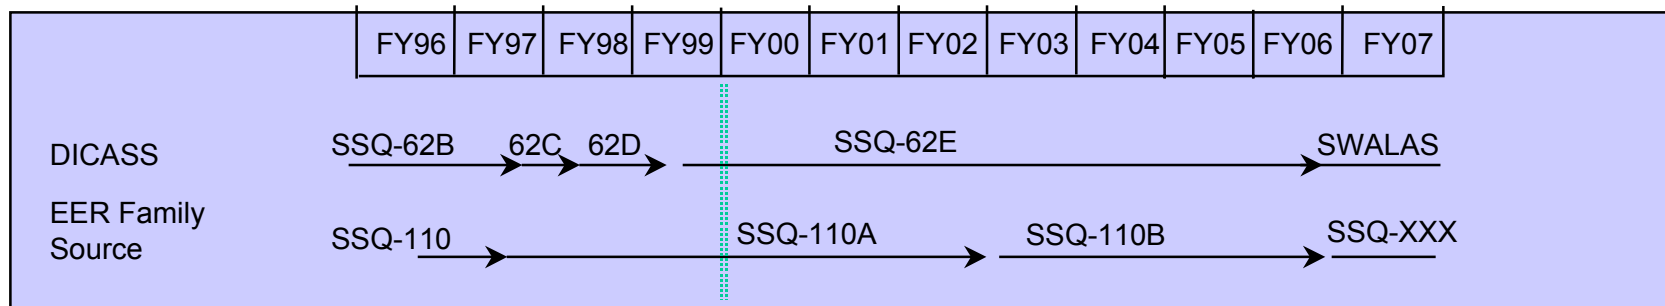 FY96 FY97 FY98 FY99 FY00 FY01 FY02 FY03 FY04 FY05 FY06 FY07
DICASS SSQ-62B 62C 62D SSQ-62E SWALAS
EER Family
Source SSQ-110 SSQ-110A SSQ-110B SSQ-XXX